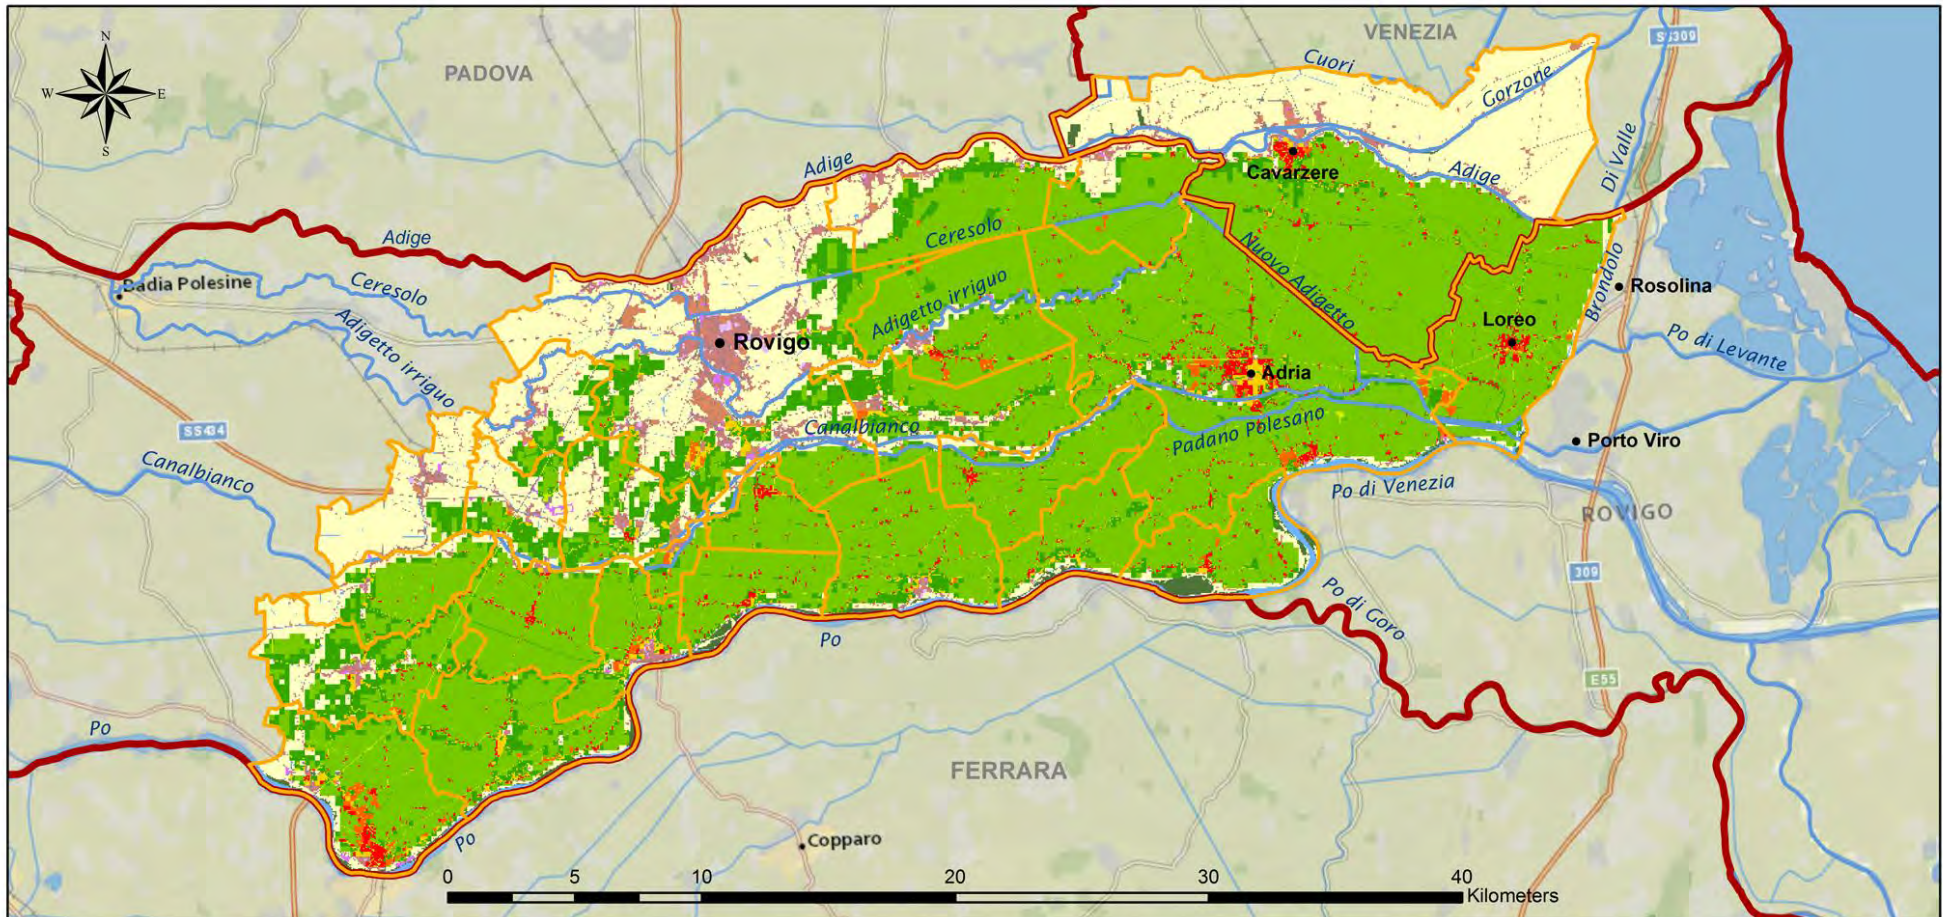 VENEZIA
SS309
N
PADOVA
Cuori
W
E
Gorzone
S
Adige
Di Valle
Cavarzere
Adige
Adige
Ceresolo
Nuovo Adigetto
Badia Polesine
Ceresolo
Rosolina
Brondolo
Adigetto irriguo
Loreo
Rovigo
Po di Levante
Adigetto irriguo
Adria
SS434
Padano Polesano
Canalbianco
Porto Viro
Canalbianco
Po di Venezia
ROVIGO
309
Po di Goro
Po
E55
Po
FERRARA
Po
Copparo
0
5
10
20
30
40
Kilometers